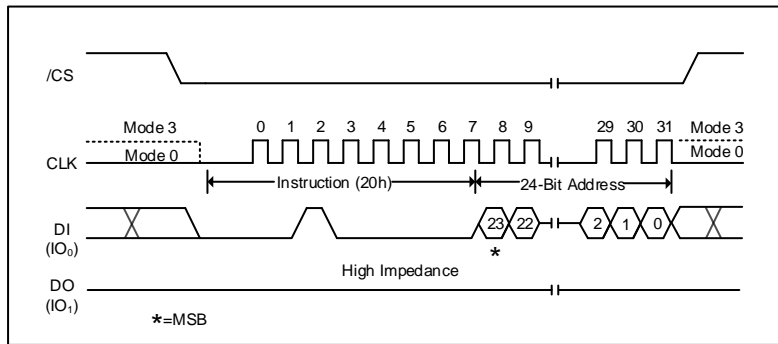 /CS
Mode 3
0 1 2 3 4 5 6 7 8 9 29 30 31
Mode 3
CLK
Mode 0
Mode 0
Instruction (20h)
24-Bit Address
DI
(IO₀)
23 22 2 1 0
*
High Impedance
DO
(IO₁)
*=MSB